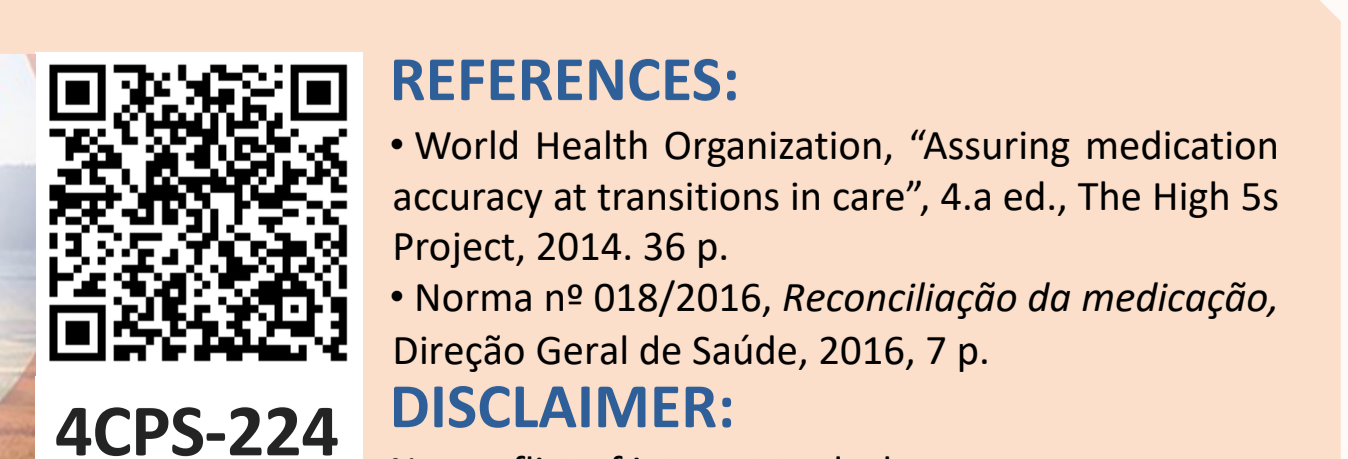 REFERENCES:
• World Health Organization, “Assuring medication
accuracy at transitions in care”, 4.a ed., The High 5s
Project, 2014. 36 p.
• Norma nº 018/2016, Reconciliação da medicação,
Direção Geral de Saúde, 2016, 7 p.
DISCLAIMER:
4CPS-224